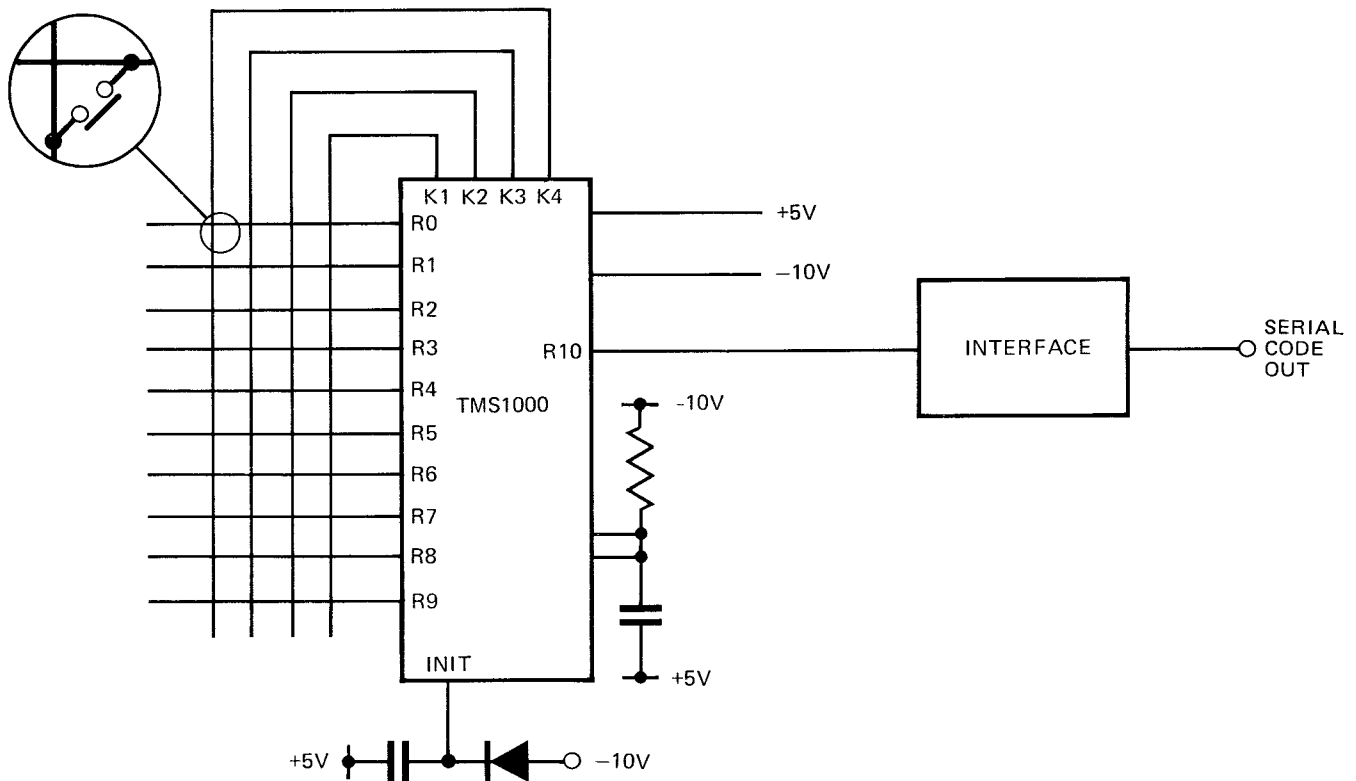 K1 K2 K3 K4
R0
R1
R2
R3
R4
R5
R6
R7
R8
R9
TMS1000
R10
INIT
+5V
−10V
INTERFACE
SERIAL
CODE
OUT
-10V
+5V
+5V
−10V